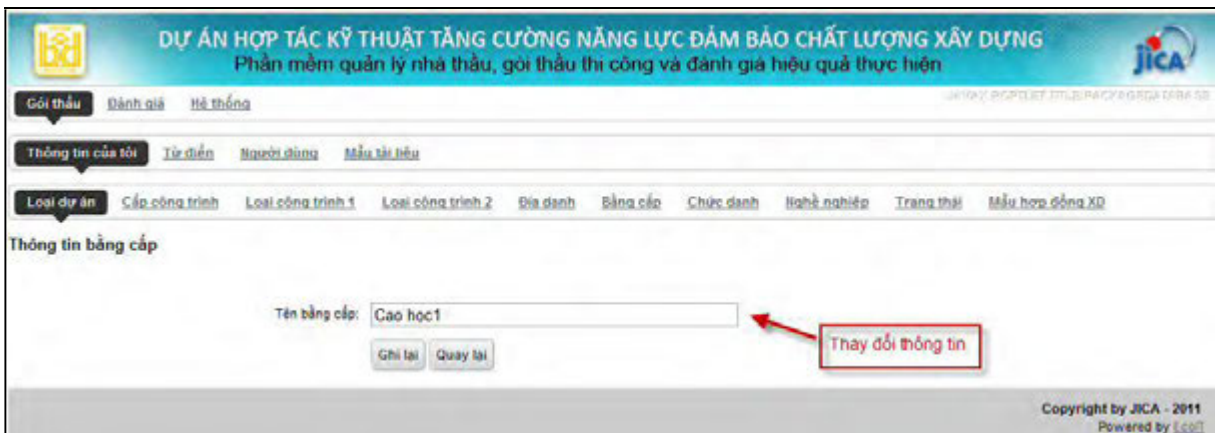 DỰ ÁN HỢP TÁC KỸ THUẬT TĂNG CƯỜNG NĂNG LỰC ĐẢM BẢO CHẤT LƯỢNG XÂY DỰNG
Phần mềm quản lý nhà thầu, gói thầu thi công và đánh giá hiệu quả thực hiện
jICA
Gói thầu Đánh giá Hệ thống
Thông tin của tôi Từ điển Người dùng Mẫu tài liệu
Loại dự án Cấp công trình Loại công trình 1 Loại công trình 2 Địa danh Bằng cấp Chức danh Nghề nghiệp Trạng thái Mẫu hợp đồng XD
Thông tin bằng cấp
Tên bằng cấp: Cao học1
Ghi lại Quay lại
Thay đổi thông tin
Copyright by JICA - 2011
Powered by EcoIT